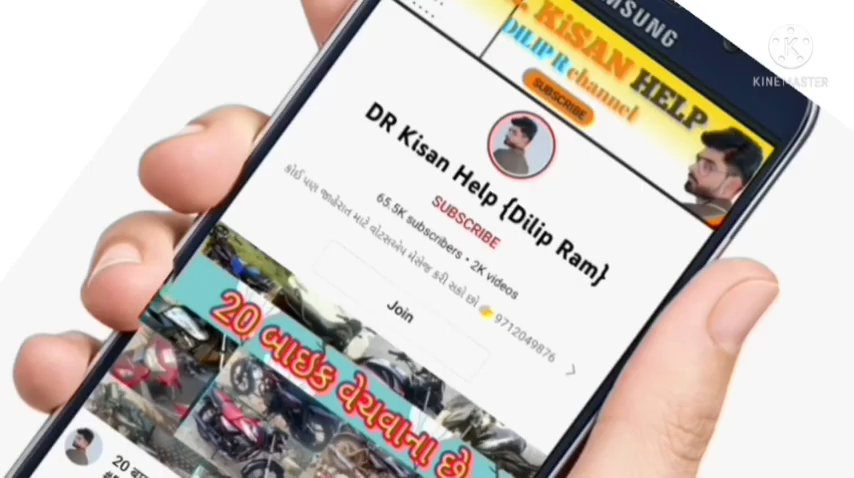 SAMSUNG
KINEMASTER
KiSAN HELP
DILIP R channel
SUBSCRIBE
DR Kisan Help {Dilip Ram}
SUBSCRIBE
65.5K subscribers • 2K videos
કોઈ પણ જાહેરાત માટે વોટસએપ મેસેજ કરી શકો છો 👉 9712049876
Join
20 બાઇક વેચવાના છે
20